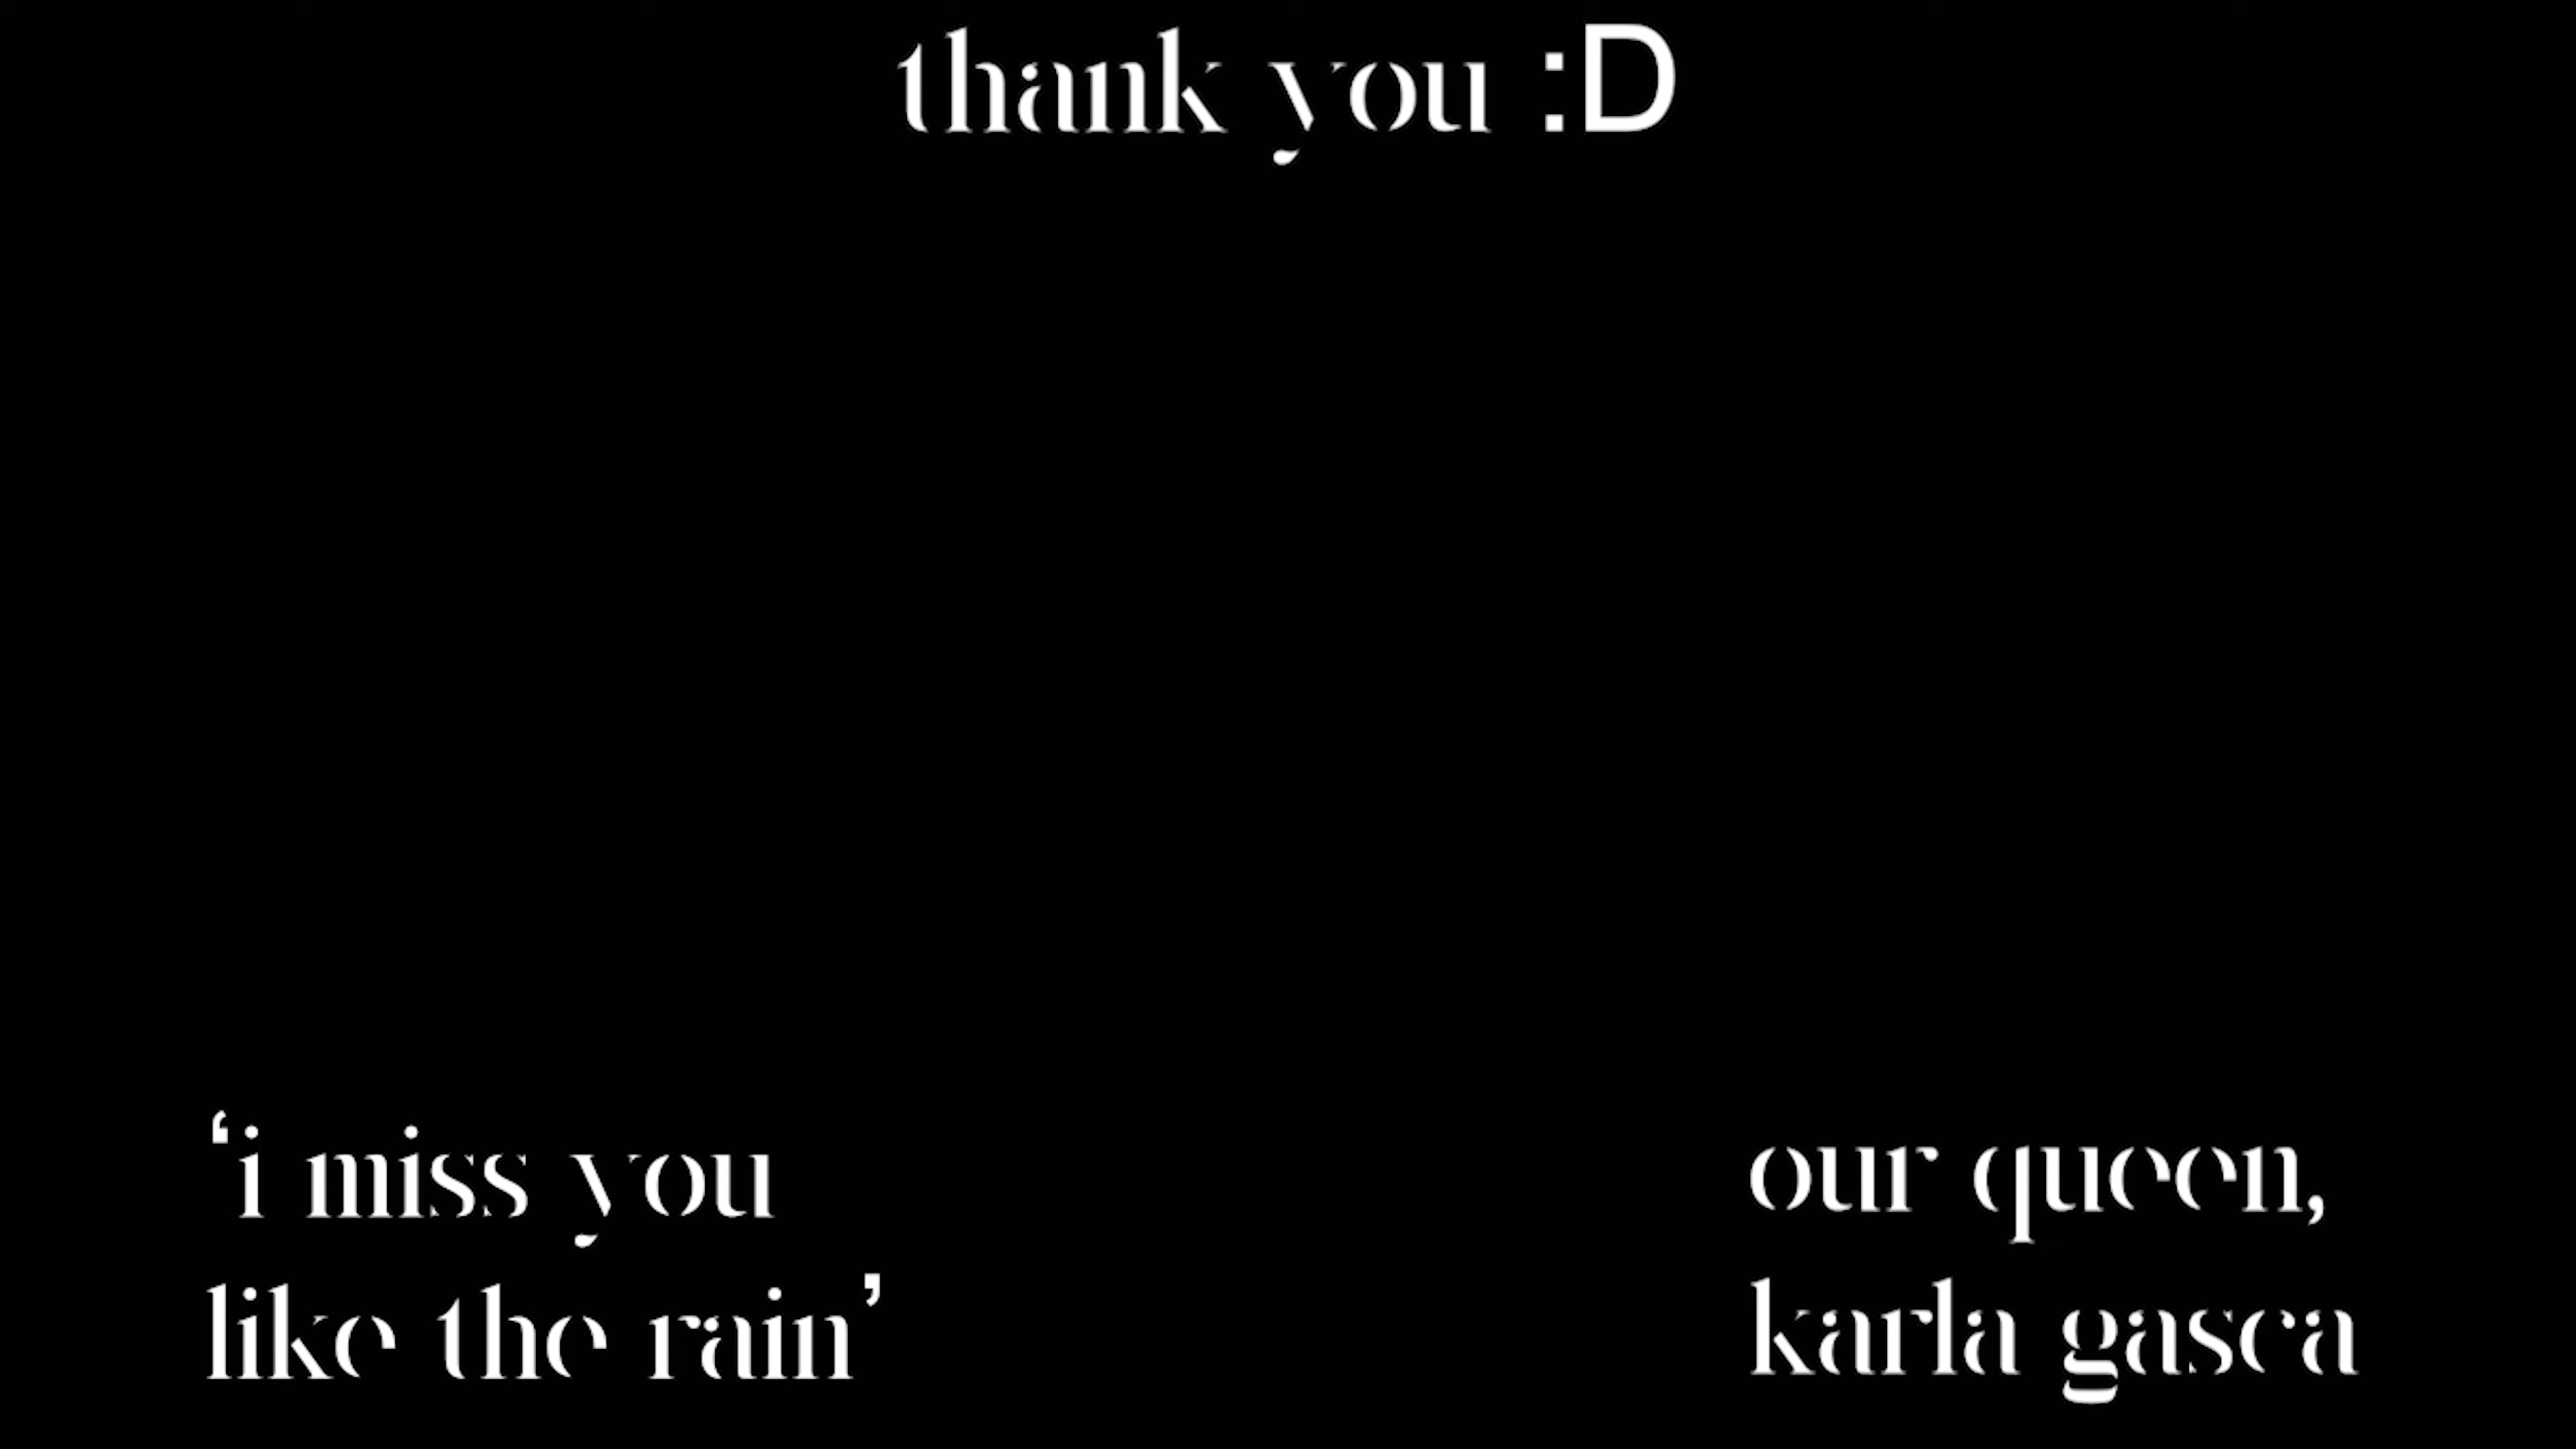 thank you :D
‘i miss you
like the rain’
our queen,
karla gasca